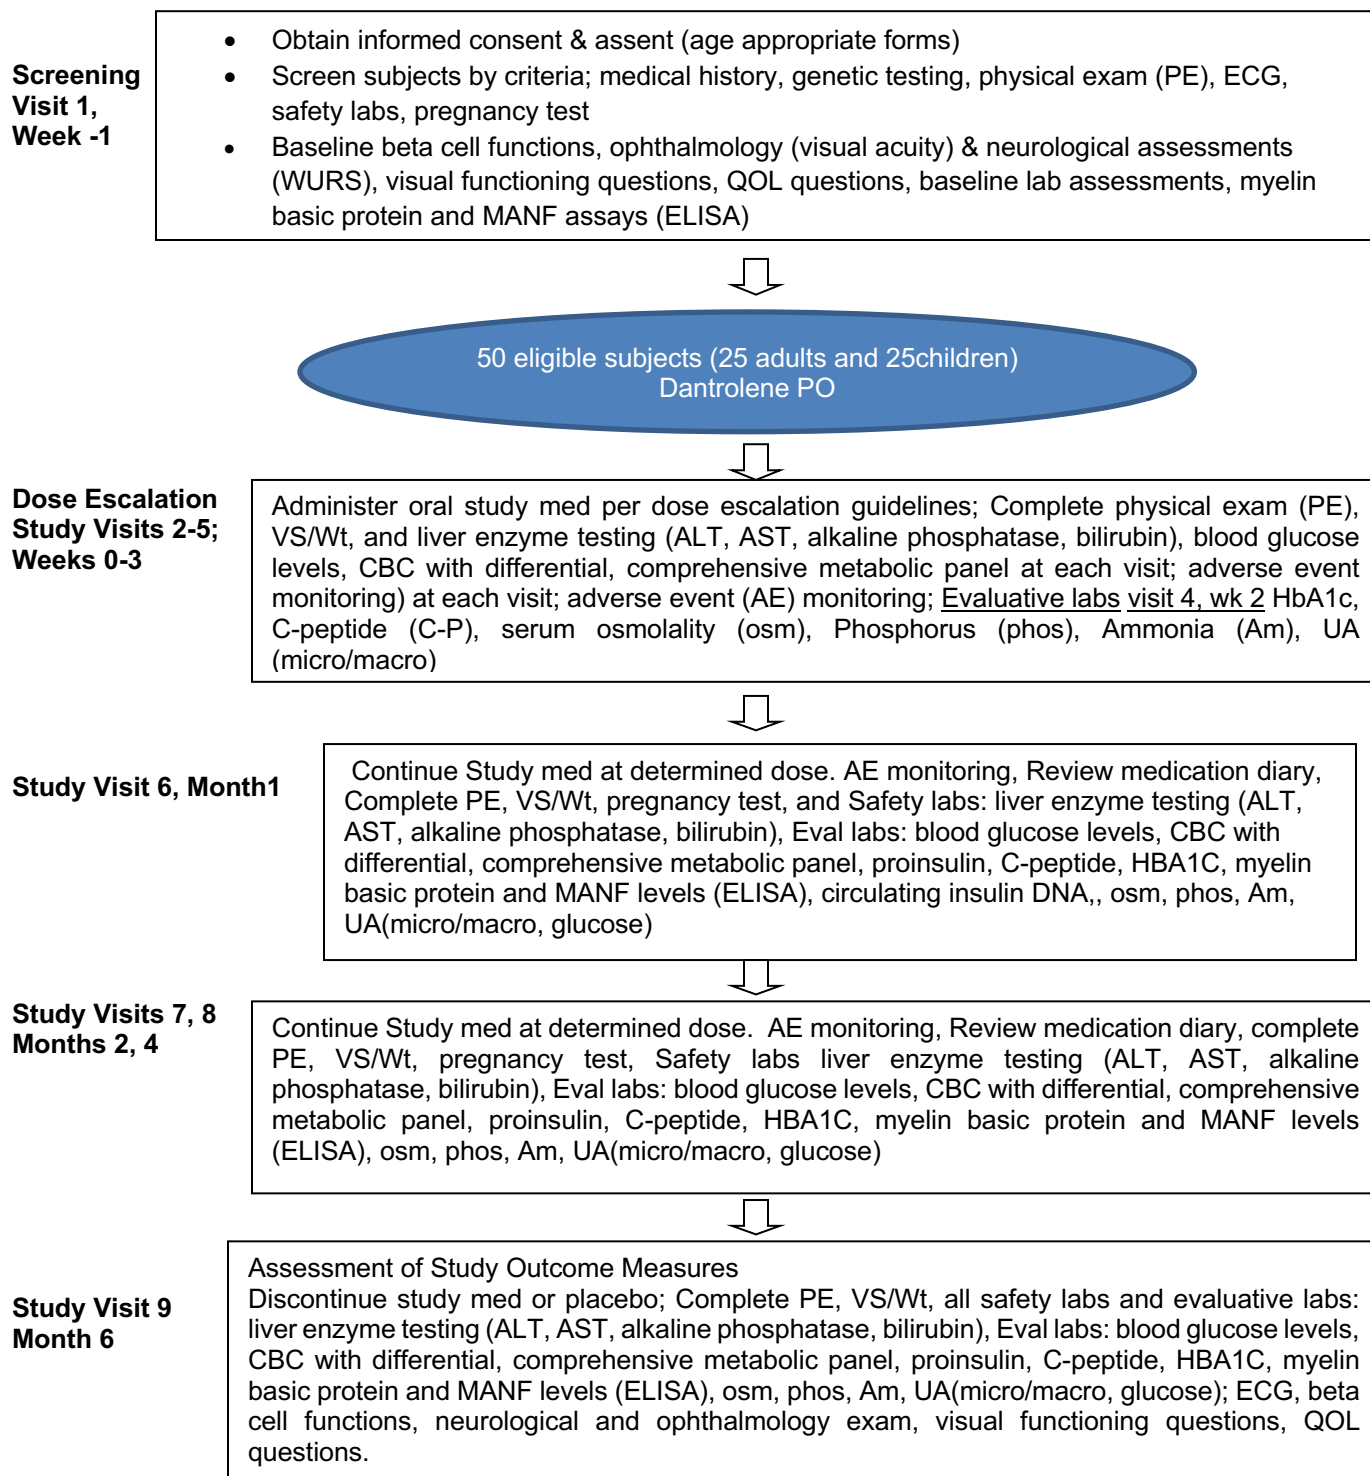 • Obtain informed consent & assent (age appropriate forms)
Screening
Visit 1,
Week -1
• Screen subjects by criteria; medical history, genetic testing, physical exam (PE), ECG,
safety labs, pregnancy test
• Baseline beta cell functions, ophthalmology (visual acuity) & neurological assessments
(WURS), visual functioning questions, QOL questions, baseline lab assessments, myelin
basic protein and MANF assays (ELISA)
50 eligible subjects (25 adults and 25children)
Dantrolene PO
Dose Escalation
Study Visits 2-5;
Weeks 0-3
Administer oral study med per dose escalation guidelines; Complete physical exam (PE),
VS/Wt, and liver enzyme testing (ALT, AST, alkaline phosphatase, bilirubin), blood glucose
levels, CBC with differential, comprehensive metabolic panel at each visit; adverse event
monitoring) at each visit; adverse event (AE) monitoring; Evaluative labs visit 4, wk 2 HbA1c,
C-peptide (C-P), serum osmolality (osm), Phosphorus (phos), Ammonia (Am), UA
(micro/macro)
Study Visit 6, Month1
Continue Study med at determined dose. AE monitoring, Review medication diary,
Complete PE, VS/Wt, pregnancy test, and Safety labs: liver enzyme testing (ALT,
AST, alkaline phosphatase, bilirubin), Eval labs: blood glucose levels, CBC with
differential, comprehensive metabolic panel, proinsulin, C-peptide, HBA1C, myelin
basic protein and MANF levels (ELISA), circulating insulin DNA,, osm, phos, Am,
UA(micro/macro, glucose)
Study Visits 7, 8
Months 2, 4
Continue Study med at determined dose. AE monitoring, Review medication diary, complete
PE, VS/Wt, pregnancy test, Safety labs liver enzyme testing (ALT, AST, alkaline
phosphatase, bilirubin), Eval labs: blood glucose levels, CBC with differential, comprehensive
metabolic panel, proinsulin, C-peptide, HBA1C, myelin basic protein and MANF levels
(ELISA), osm, phos, Am, UA(micro/macro, glucose)
Study Visit 9
Month 6
Assessment of Study Outcome Measures
Discontinue study med or placebo; Complete PE, VS/Wt, all safety labs and evaluative labs:
liver enzyme testing (ALT, AST, alkaline phosphatase, bilirubin), Eval labs: blood glucose levels,
CBC with differential, comprehensive metabolic panel, proinsulin, C-peptide, HBA1C, myelin
basic protein and MANF levels (ELISA), osm, phos, Am, UA(micro/macro, glucose); ECG, beta
cell functions, neurological and ophthalmology exam, visual functioning questions, QOL
questions.